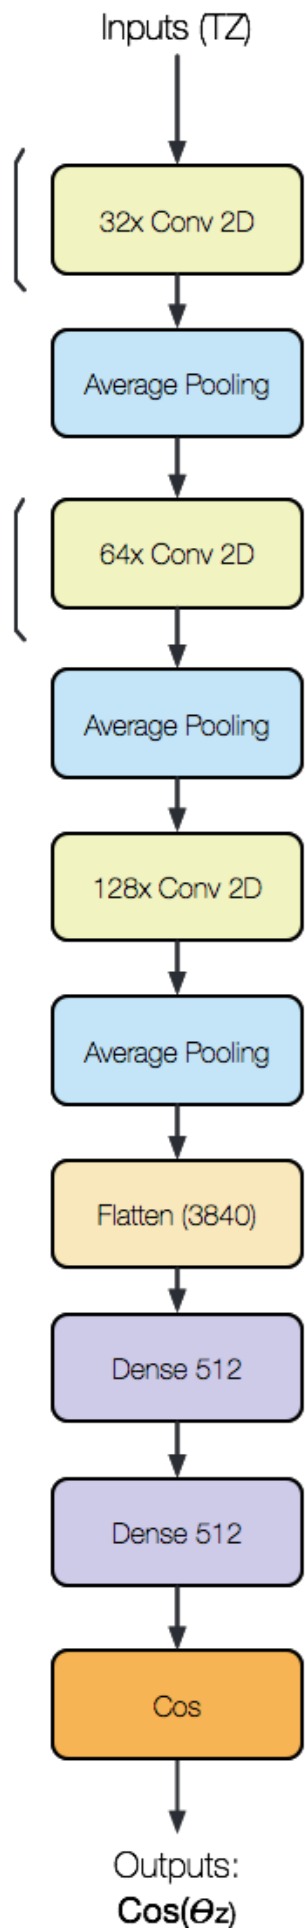 Inputs (TZ)
32x Conv 2D
Average Pooling
64x Conv 2D
Average Pooling
128x Conv 2D
Average Pooling
Flatten (3840)
Dense 512
Dense 512
Cos
Outputs:
Cos(θz)